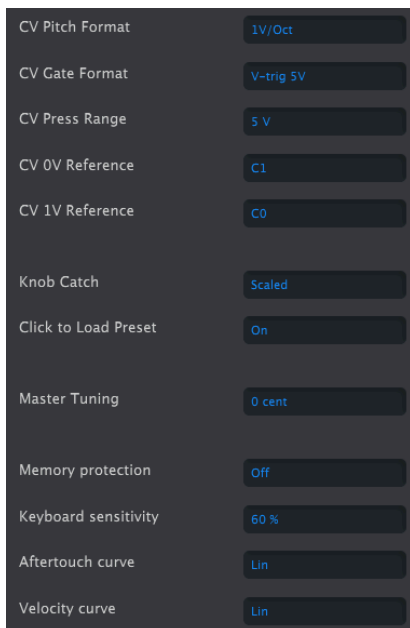 CV Pitch Format 1V/Oct
CV Gate Format V-trig 5V
CV Press Range 5 V
CV 0V Reference C1
CV 1V Reference C0
Knob Catch Scaled
Click to Load Preset On
Master Tuning 0 cent
Memory protection Off
Keyboard sensitivity 60 %
Aftertouch curve Lin
Velocity curve Lin